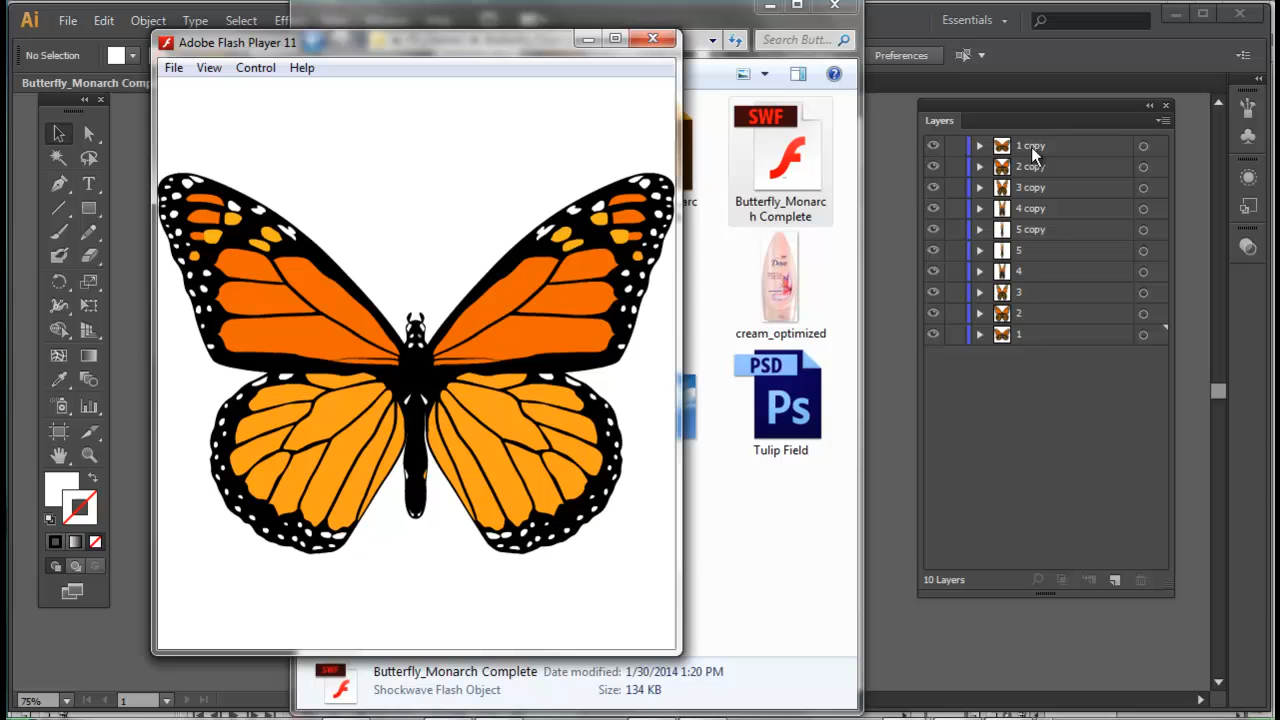 Ai File Edit Object Type Select Essentials
No Selection Preferences
Butterfly_Monarch
Adobe Flash Player 11
Search Butt...
File View Control Help
Layers
1 copy
2 copy
3 copy
4 copy
5 copy
5
4
3
2
1
SWF
Butterfly_Monarc
h Complete
cream_optimized
PSD
Ps
Tulip Field
10 Layers
SWF
Butterfly_Monarch Complete Date modified: 1/30/2014 1:20 PM
Shockwave Flash Object Size: 134 KB
75% 1